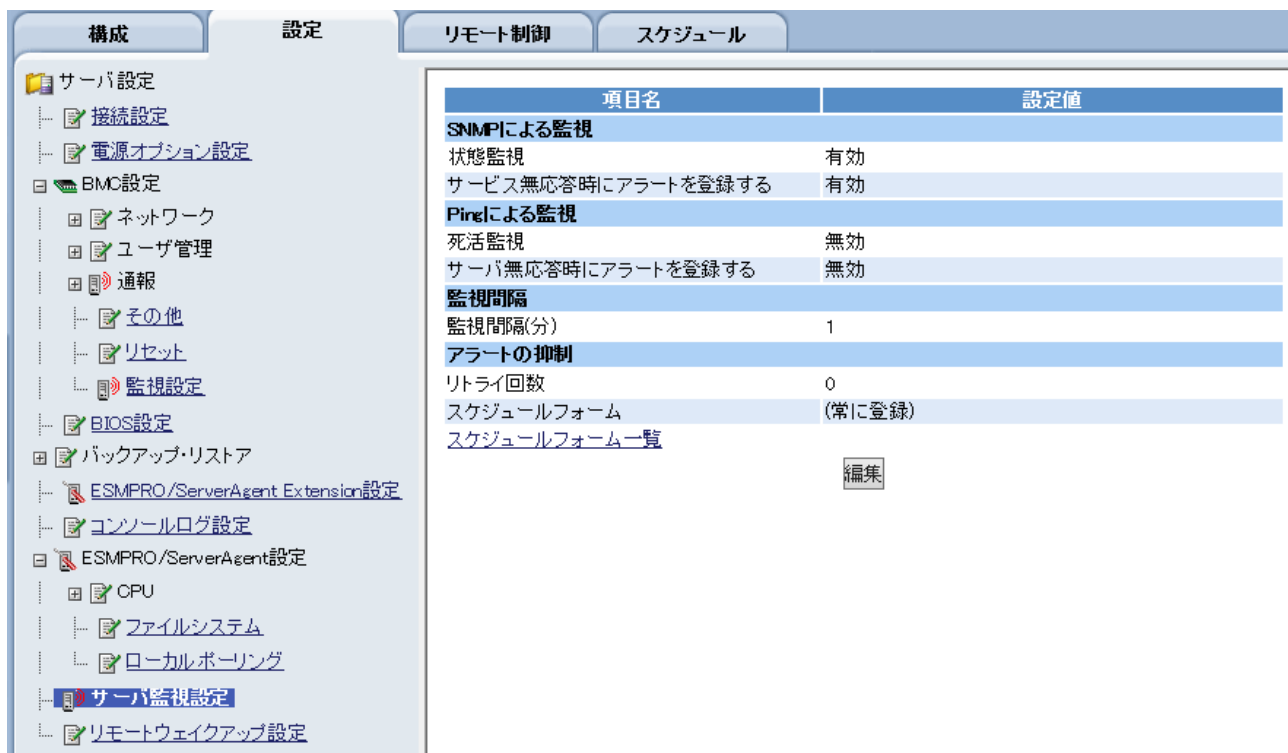 構成 設定 リモート制御 スケジュール
サーバ設定
接続設定
電源オプション設定
BMC設定
ネットワーク
ユーザ管理
通報
その他
リセット
監視設定
BIOS設定
バックアップ・リストア
ESMPRO/ServerAgent Extension設定
コンソールログ設定
ESMPRO/ServerAgent設定
CPU
ファイルシステム
ローカルポーリング
サーバ監視設定
リモートウェイクアップ設定
項目名 設定値
SNMPによる監視
状態監視 有効
サービス無応答時にアラートを登録する 有効
Pingによる監視
死活監視 無効
サーバ無応答時にアラートを登録する 無効
監視間隔
監視間隔(分) 1
アラートの抑制
リトライ回数 0
スケジュールフォーム (常に登録)
スケジュールフォーム一覧
編集